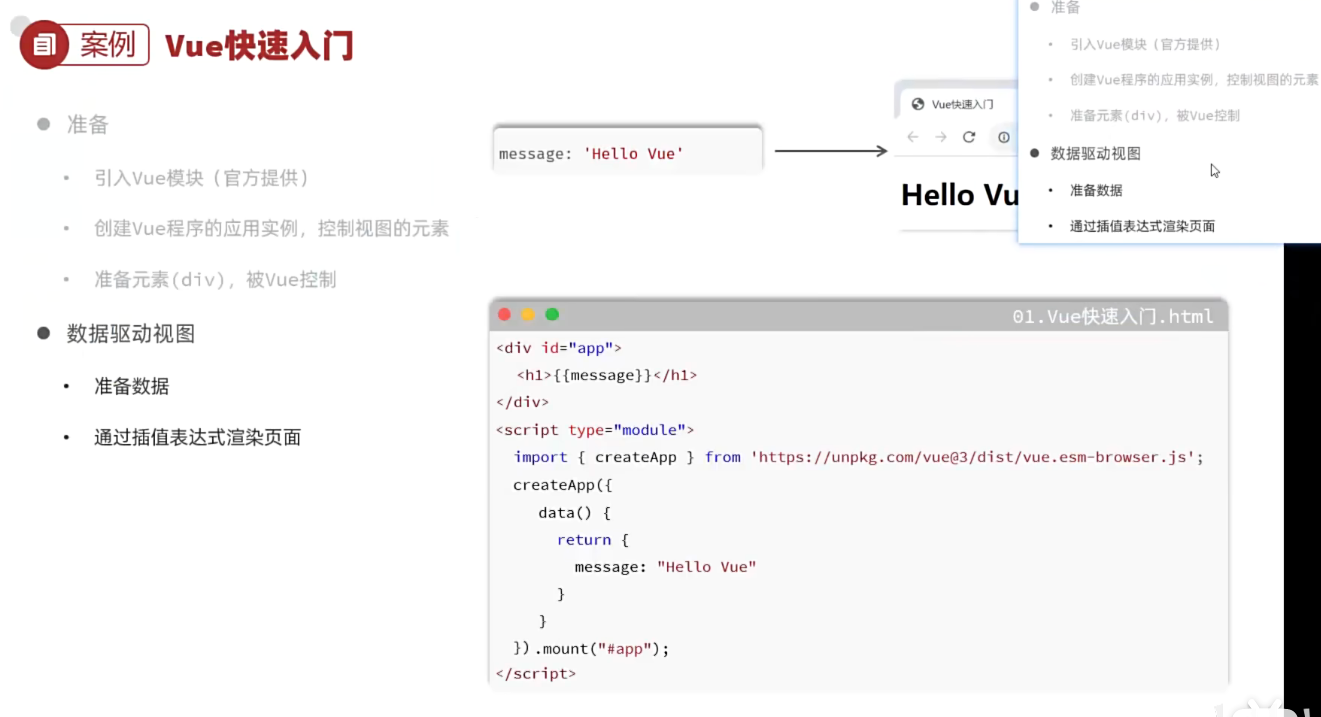 案例 Vue快速入门
准备
引入Vue模块（官方提供）
创建Vue程序的应用实例，控制视图的元素
准备元素(div)，被Vue控制
数据驱动视图
准备数据
通过插值表达式渲染页面
message: 'Hello Vue'
Vue快速入门
Hello Vu
准备
引入Vue模块（官方提供）
创建Vue程序的应用实例，控制视图的元素
准备元素(div)，被Vue控制
数据驱动视图
准备数据
通过插值表达式渲染页面
01.Vue快速入门.html
<div id="app">
<h1>{{message}}</h1>
</div>
<script type="module">
import { createApp } from 'https://unpkg.com/vue@3/dist/vue.esm-browser.js';
createApp({
data() {
return {
message: "Hello Vue"
}
}
}).mount("#app");
</script>